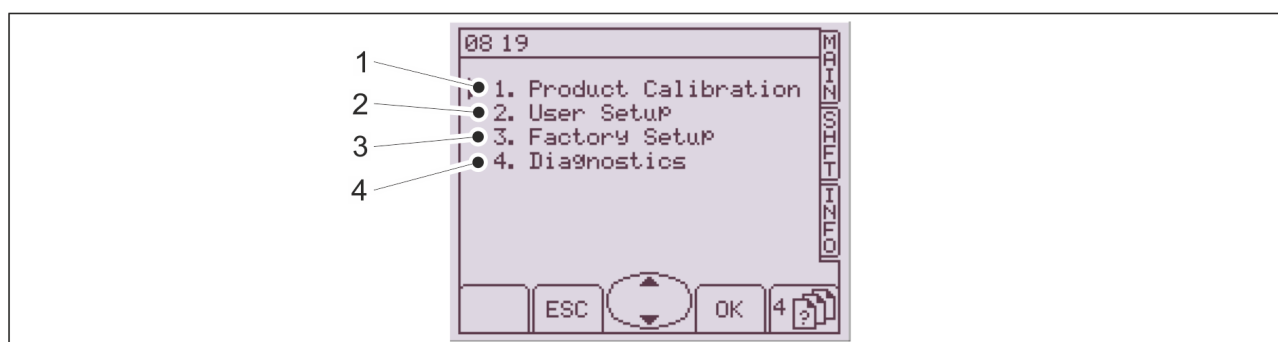 08 19
1. Product Calibration
2. User Setup
3. Factory Setup
4. Diagnostics
MAIN
SHFT
INFO
ESC
OK
4
?
1
2
3
4